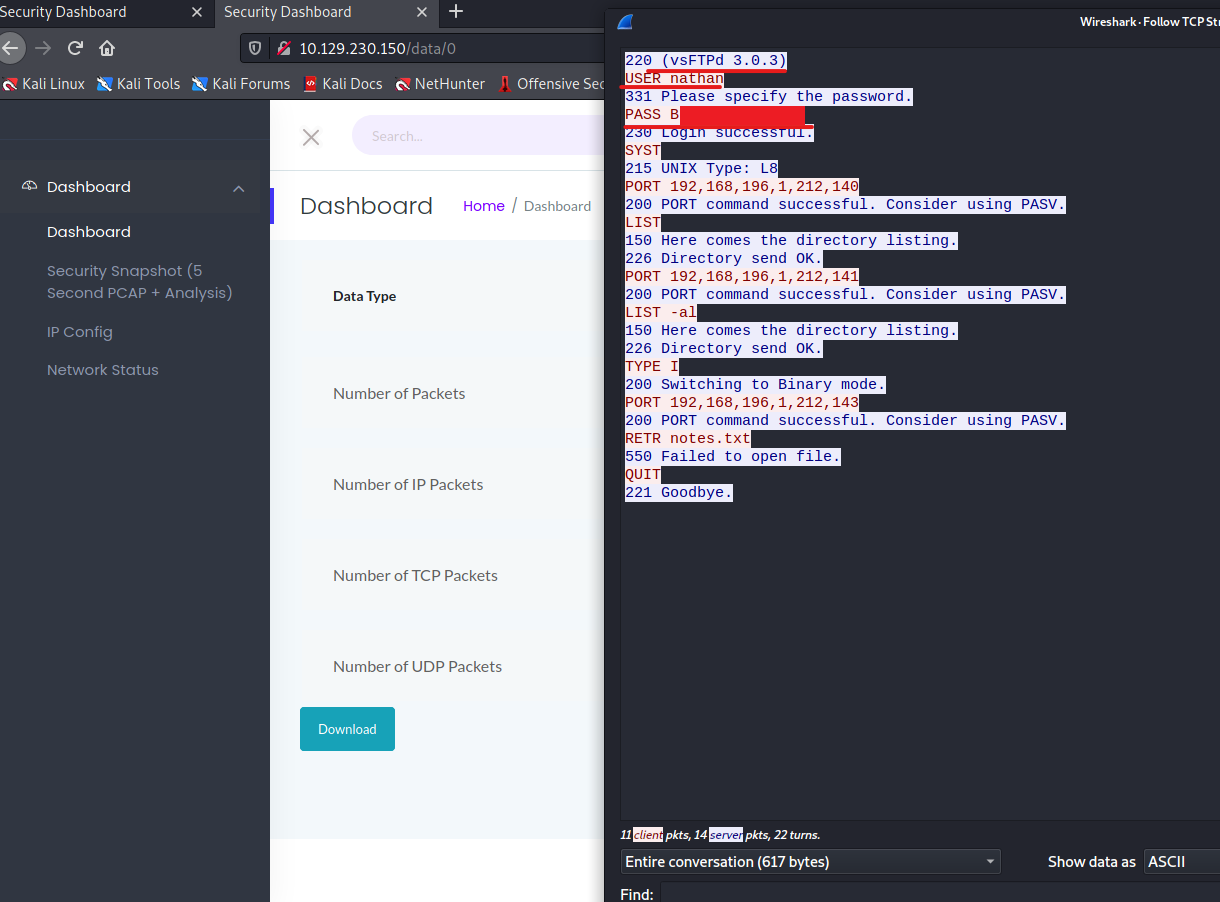 Security Dashboard
Security Dashboard
10.129.230.150/data/0
Kali Linux
Kali Tools
Kali Forums
Kali Docs
NetHunter
Offensive Sec
Dashboard
Dashboard
Security Snapshot (5
Second PCAP + Analysis)
IP Config
Network Status
Search...
Dashboard
Home / Dashboard
Data Type
Number of Packets
Number of IP Packets
Number of TCP Packets
Number of UDP Packets
Download
Wireshark · Follow TCP Str
220 (vsFTPd 3.0.3)
USER nathan
331 Please specify the password.
PASS B
230 Login successful.
SYST
215 UNIX Type: L8
PORT 192,168,196,1,212,140
200 PORT command successful. Consider using PASV.
LIST
150 Here comes the directory listing.
226 Directory send OK.
PORT 192,168,196,1,212,141
200 PORT command successful. Consider using PASV.
LIST -al
150 Here comes the directory listing.
226 Directory send OK.
TYPE I
200 Switching to Binary mode.
PORT 192,168,196,1,212,143
200 PORT command successful. Consider using PASV.
RETR notes.txt
550 Failed to open file.
QUIT
221 Goodbye.
11 client pkts, 14 server pkts, 22 turns.
Entire conversation (617 bytes)
Show data as ASCII
Find: